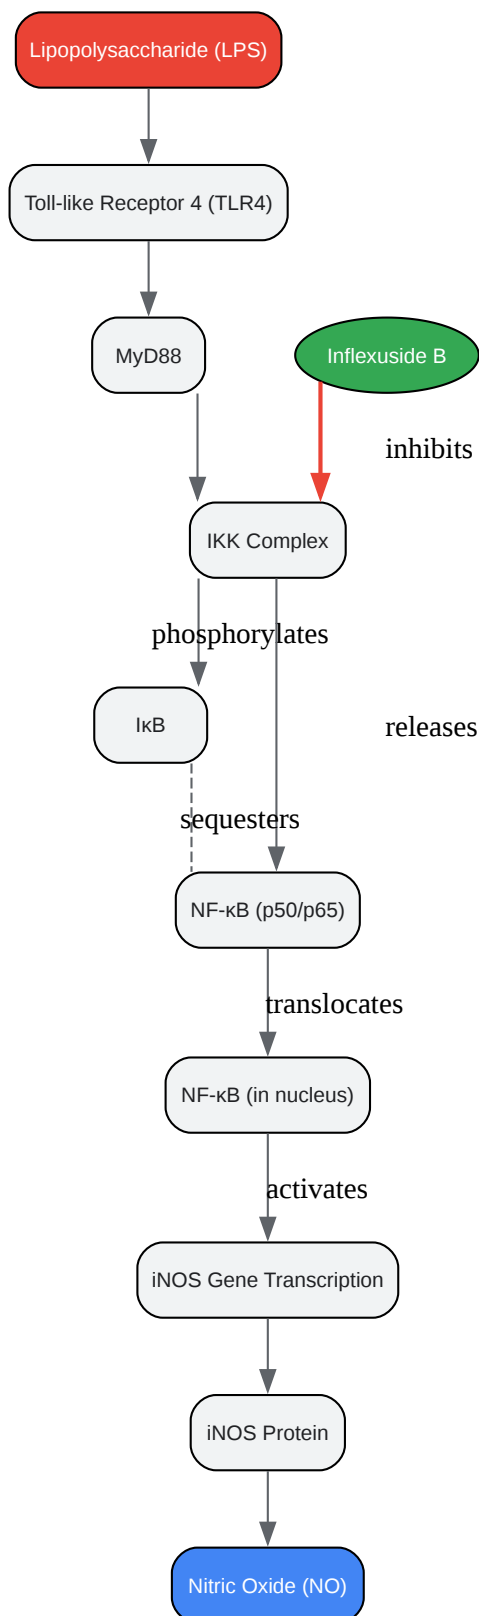 Lipopolysaccharide (LPS)
Toll-like Receptor 4 (TLR4)
MyD88
Inflexuside B
inhibits
IKK Complex
phosphorylates
IκB
releases
sequesters
NF-κB (p50/p65)
translocates
NF-κB (in nucleus)
activates
iNOS Gene Transcription
iNOS Protein
Nitric Oxide (NO)